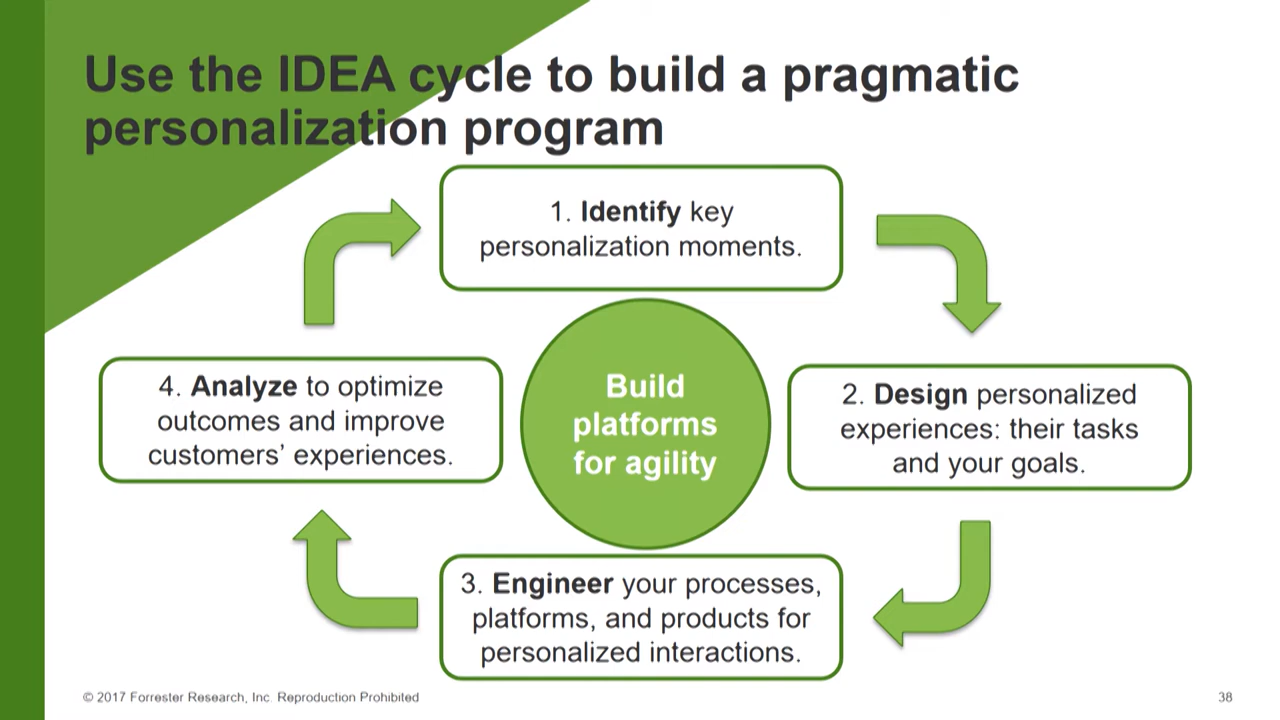 Use the IDEA cycle to build a pragmatic
personalization program
1. Identify key
personalization moments.
2. Design personalized
experiences: their tasks
and your goals.
3. Engineer your processes,
platforms, and products for
personalized interactions.
4. Analyze to optimize
outcomes and improve
customers’ experiences.
Build
platforms
for agility
© 2017 Forrester Research, Inc. Reproduction Prohibited
38